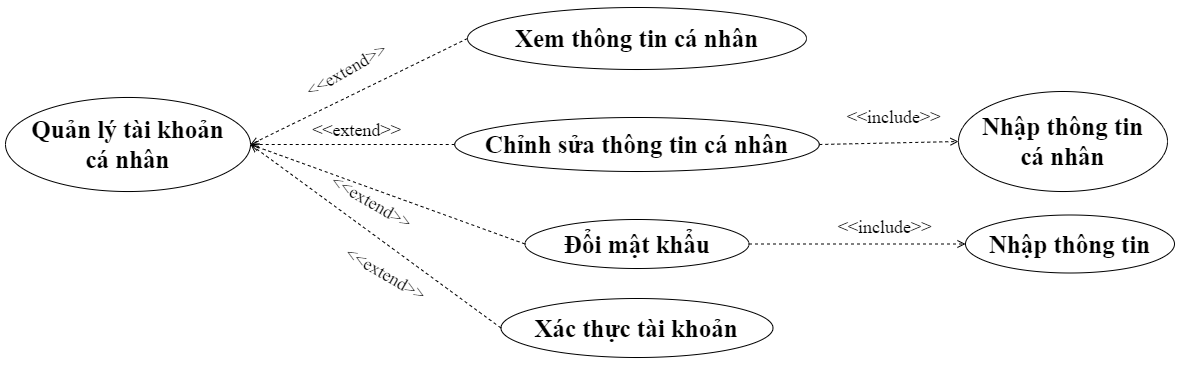 Xem thông tin cá nhân
<<extend>>
Quản lý tài khoản
cá nhân
<<extend>>
Chỉnh sửa thông tin cá nhân
<<include>>
Nhập thông tin
cá nhân
<<extend>>
Đổi mật khẩu
<<include>>
Nhập thông tin
<<extend>>
Xác thực tài khoản